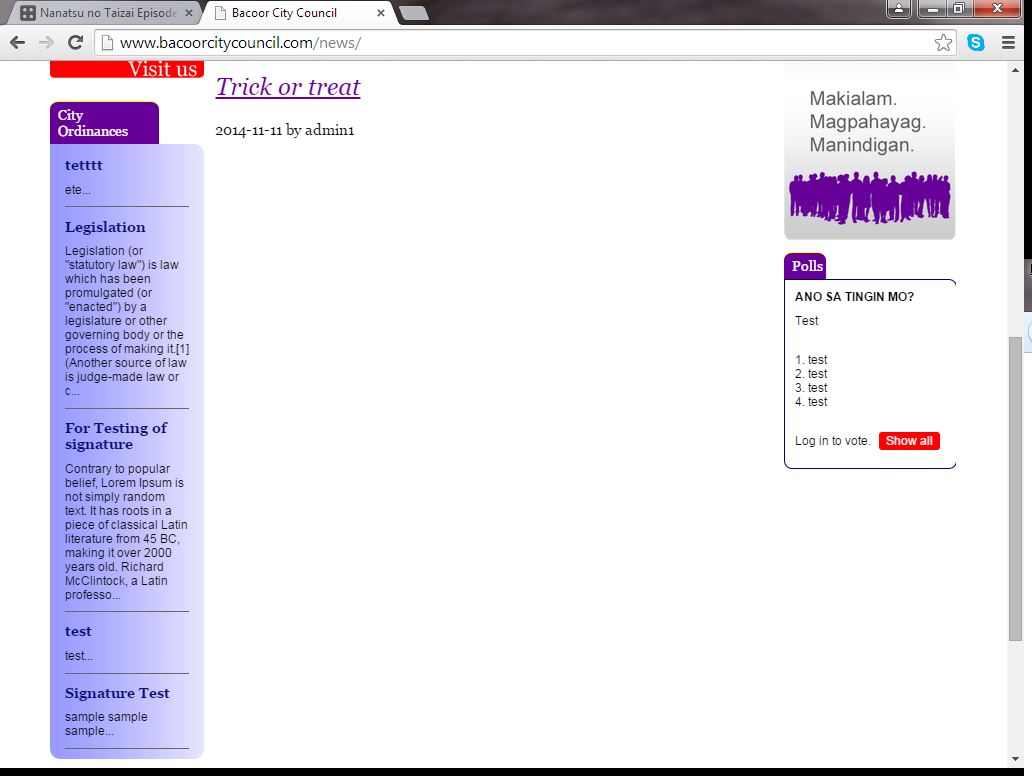 Nanatsu no Taizai Episode
Bacoor City Council
www.bacoorcitycouncil.com/news/
Visit us
City
Ordinances
tetttt
ete...
Legislation
Legislation (or
"statutory law") is law
which has been
promulgated (or
"enacted") by a
legislature or other
governing body or the
process of making it.[1]
(Another source of law
is judge-made law or
c...
For Testing of
signature
Contrary to popular
belief, Lorem Ipsum is
not simply random
text. It has roots in a
piece of classical Latin
literature from 45 BC,
making it over 2000
years old. Richard
McClintock, a Latin
professo...
test
test...
Signature Test
sample sample
sample...
Trick or treat
2014-11-11 by admin1
Makialam.
Magpahayag.
Manindigan.
Polls
ANO SA TINGIN MO?
Test
1. test
2. test
3. test
4. test
Log in to vote. Show all